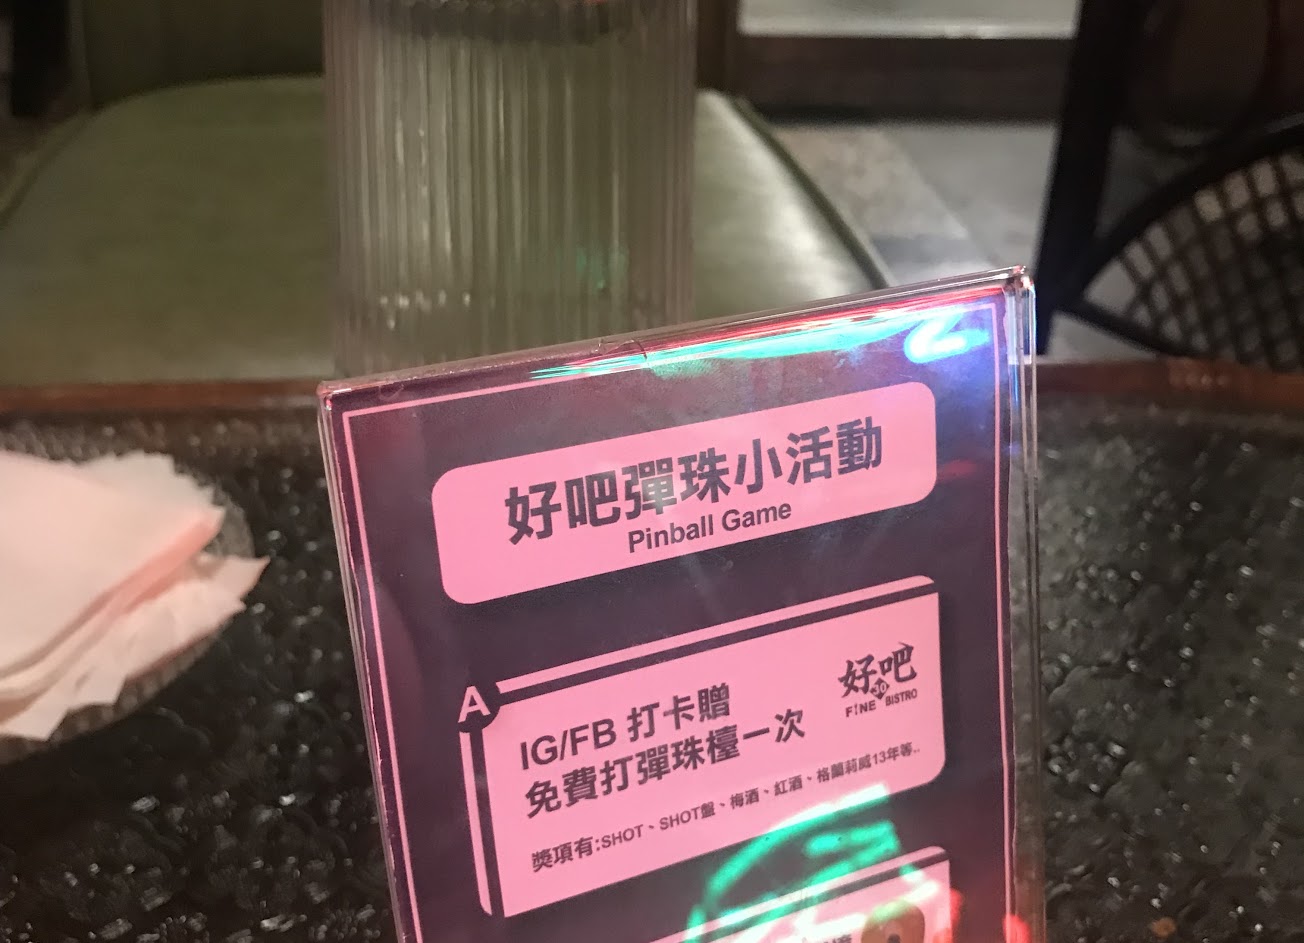 好吧彈珠小活動
Pinball Game
A
好吧
30
FINE BISTRO
IG/FB 打卡贈
免費打彈珠檯一次
獎項有:SHOT、SHOT盤、梅酒、紅酒、格蘭莉威13年等..